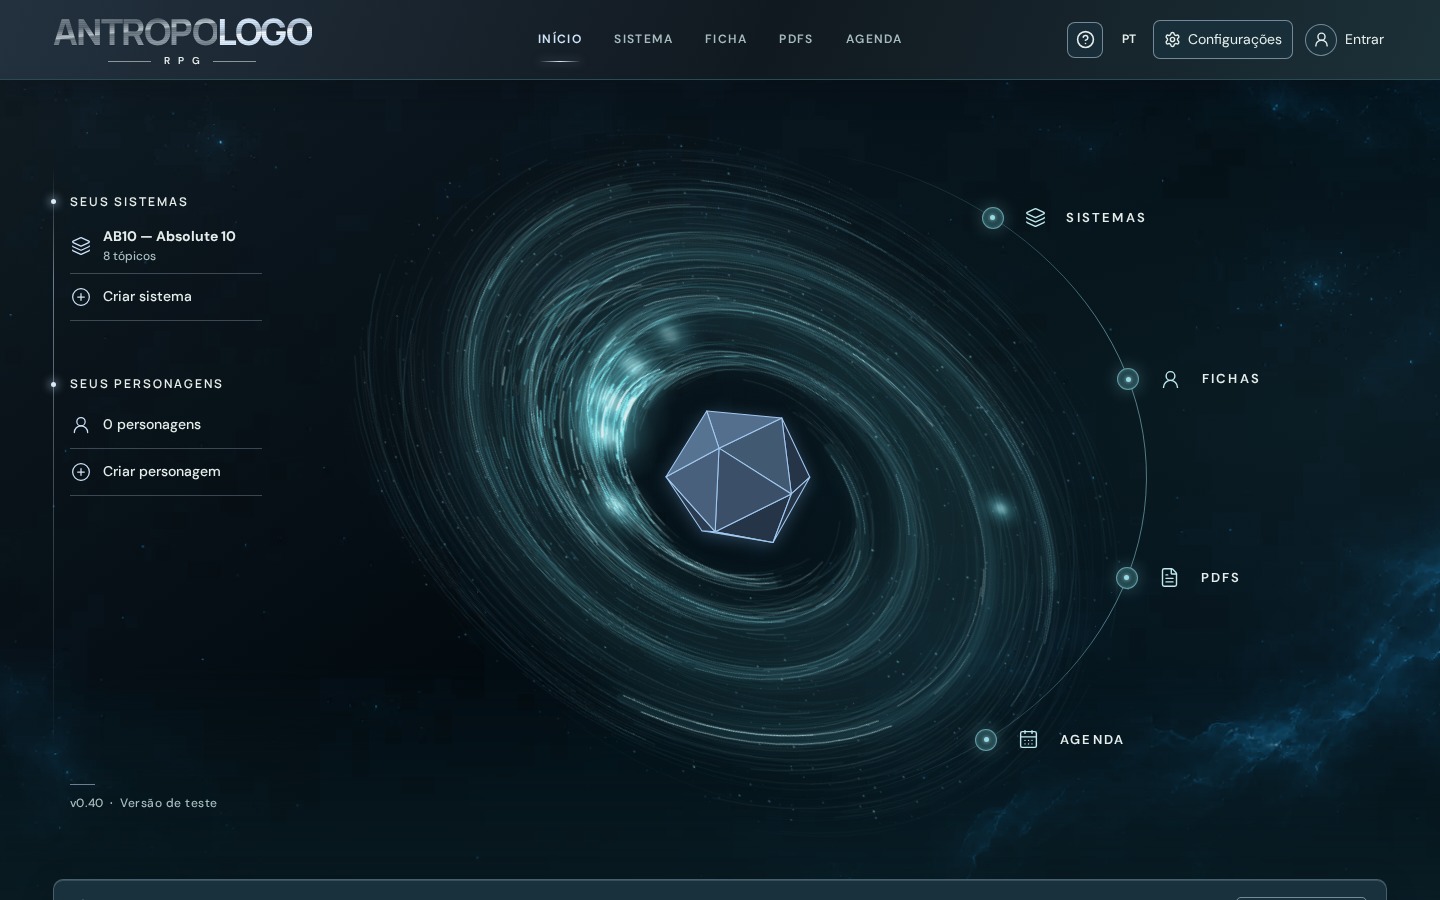 ANTROPOLOGO
RPG
INÍCIO
SISTEMA
FICHA
PDFS
AGENDA
PT
Configurações
Entrar
SEUS SISTEMAS
AB10 — Absolute 10
8 tópicos
Criar sistema
SEUS PERSONAGENS
0 personagens
Criar personagem
SISTEMAS
FICHAS
PDFS
AGENDA
v0.40 · Versão de teste